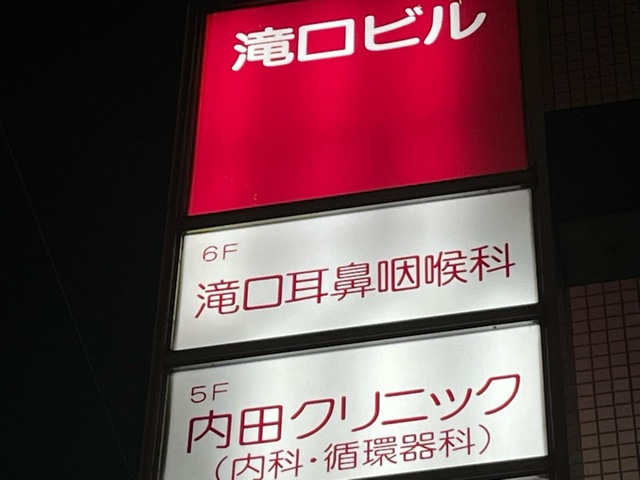 滝口ビル
6F
滝口耳鼻咽喉科
5F
内田クリニック
(内科・循環器科)